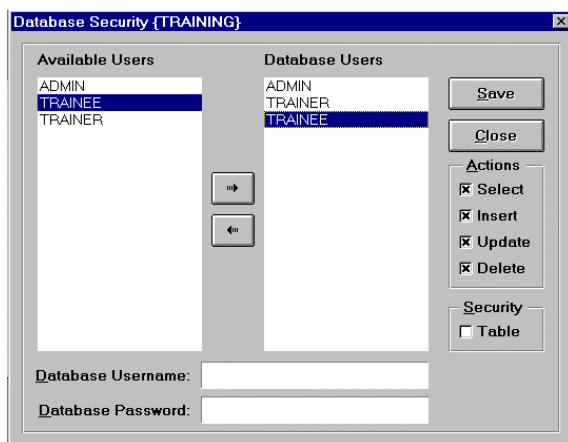 Database Security {TRAINING}
Available Users
ADMIN
TRAINEE
TRAINER
Database Users
ADMIN
TRAINER
TRAINEE
Save
Close
Actions
Select
Insert
Update
Delete
Security
Table
Database Username:
Database Password: